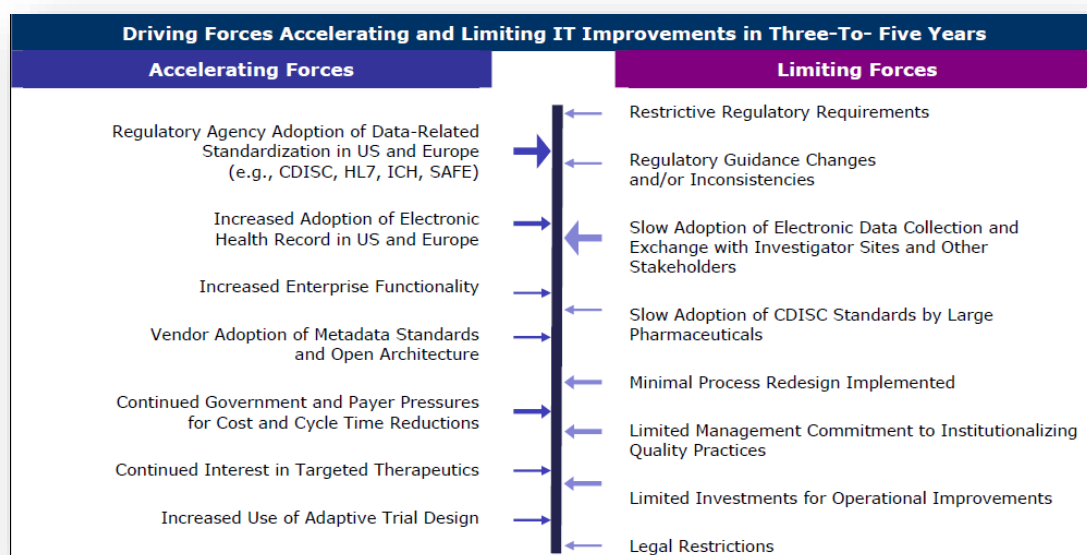 Driving Forces Accelerating and Limiting IT Improvements in Three-To- Five Years
Accelerating Forces
Regulatory Agency Adoption of Data-Related
Standardization in US and Europe
(e.g., CDISC, HL7, ICH, SAFE)
Increased Adoption of Electronic
Health Record in US and Europe
Increased Enterprise Functionality
Vendor Adoption of Metadata Standards
and Open Architecture
Continued Government and Payer Pressures
for Cost and Cycle Time Reductions
Continued Interest in Targeted Therapeutics
Increased Use of Adaptive Trial Design
Limiting Forces
Restrictive Regulatory Requirements
Regulatory Guidance Changes
and/or Inconsistencies
Slow Adoption of Electronic Data Collection and
Exchange with Investigator Sites and Other
Stakeholders
Slow Adoption of CDISC Standards by Large
Pharmaceuticals
Minimal Process Redesign Implemented
Limited Management Commitment to Institutionalizing
Quality Practices
Limited Investments for Operational Improvements
Legal Restrictions